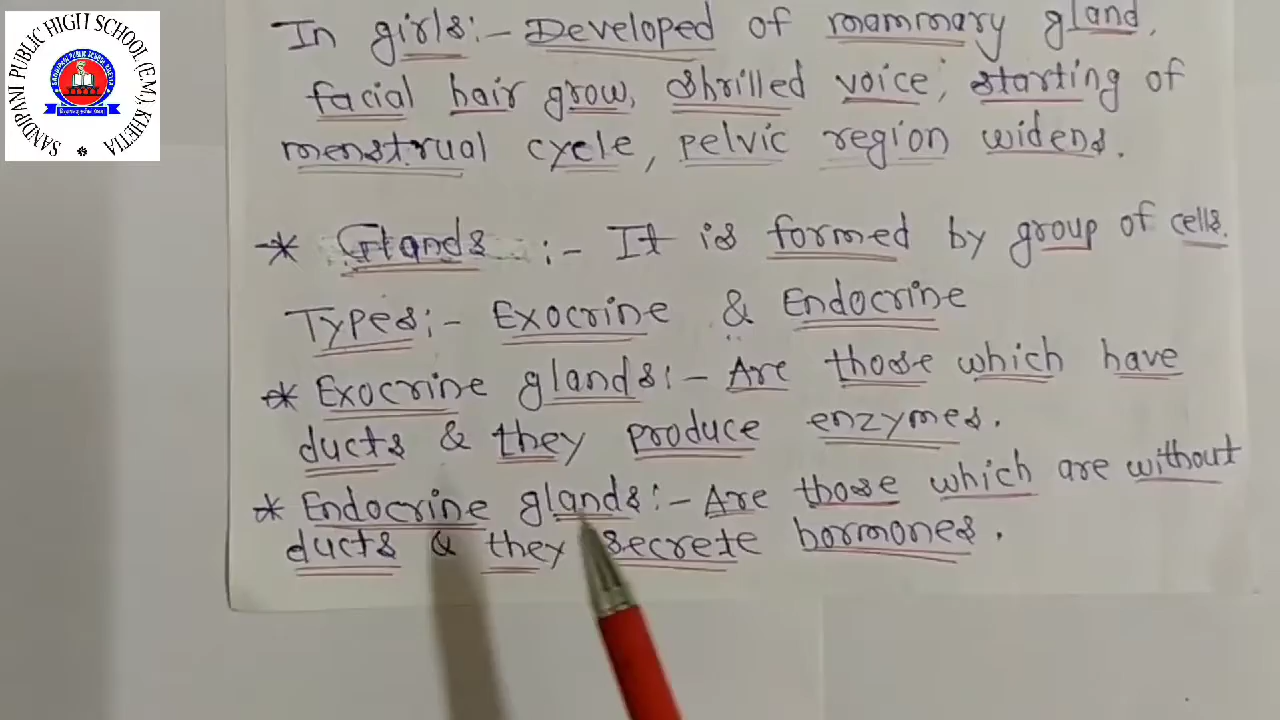 SANDIPANI PUBLIC HIGH SCHOOL (E.M), KHETIA
In girls:- Developed of mammary gland,
facial hair grow, shrilled voice, starting of
menstrual cycle, pelvic region widens.
* Glands :- It is formed by group of cells.
Types:- Exocrine & Endocrine
* Exocrine glands:- Are those which have
ducts & they produce enzymes.
* Endocrine glands:- Are those which are without
ducts & they secrete hormones.